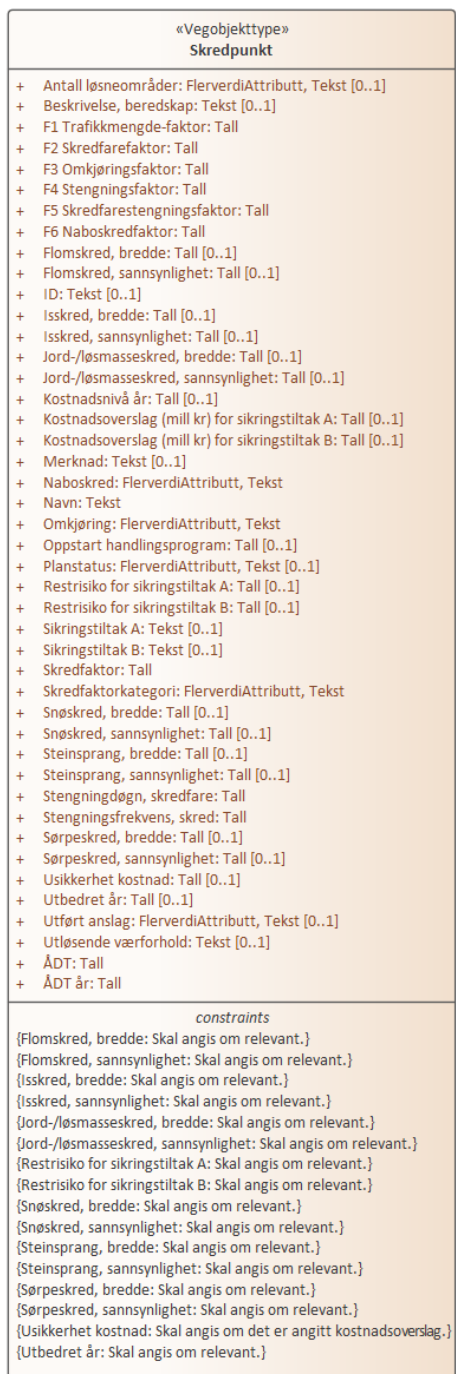 «Vegobjekttype»
Skredpunkt
+ Antall løsneområder: FlerverdiAttributt, Tekst [0..1]
+ Beskrivelse, beredskap: Tekst [0..1]
+ F1 Trafikkmengde-faktor: Tall
+ F2 Skredfarefaktor: Tall
+ F3 Omkjøringsfaktor: Tall
+ F4 Stengningsfaktor: Tall
+ F5 Skredfarestengningsfaktor: Tall
+ F6 Naboskredfaktor: Tall
+ Flomskred, bredde: Tall [0..1]
+ Flomskred, sannsynlighet: Tall [0..1]
+ ID: Tekst [0..1]
+ Isskred, bredde: Tall [0..1]
+ Isskred, sannsynlighet: Tall [0..1]
+ Jord-/løsmasseskred, bredde: Tall [0..1]
+ Jord-/løsmasseskred, sannsynlighet: Tall [0..1]
+ Kostnadsnivå år: Tall [0..1]
+ Kostnadsoverslag (mill kr) for sikringstiltak A: Tall [0..1]
+ Kostnadsoverslag (mill kr) for sikringstiltak B: Tall [0..1]
+ Merknad: Tekst [0..1]
+ Naboskred: FlerverdiAttributt, Tekst
+ Navn: Tekst
+ Omkjøring: FlerverdiAttributt, Tekst
+ Oppstart handlingsprogram: Tall [0..1]
+ Planstatus: FlerverdiAttributt, Tekst [0..1]
+ Restrisiko for sikringstiltak A: Tall [0..1]
+ Restrisiko for sikringstiltak B: Tall [0..1]
+ Sikringstiltak A: Tekst [0..1]
+ Sikringstiltak B: Tekst [0..1]
+ Skredfaktor: Tall
+ Skredfaktorkategori: FlerverdiAttributt, Tekst
+ Snøskred, bredde: Tall [0..1]
+ Snøskred, sannsynlighet: Tall [0..1]
+ Steinsprang, bredde: Tall [0..1]
+ Steinsprang, sannsynlighet: Tall [0..1]
+ Stengningdøgn, skredfare: Tall
+ Stengningsfrekvens, skred: Tall
+ Sørpeskred, bredde: Tall [0..1]
+ Sørpeskred, sannsynlighet: Tall [0..1]
+ Usikkerhet kostnad: Tall [0..1]
+ Utbedret år: Tall [0..1]
+ Utført anslag: FlerverdiAttributt, Tekst [0..1]
+ Utløsende værforhold: Tekst [0..1]
+ ÅDT: Tall
+ ÅDT år: Tall
constraints
{Flomskred, bredde: Skal angis om relevant.}
{Flomskred, sannsynlighet: Skal angis om relevant.}
{Isskred, bredde: Skal angis om relevant.}
{Isskred, sannsynlighet: Skal angis om relevant.}
{Jord-/løsmasseskred, bredde: Skal angis om relevant.}
{Jord-/løsmasseskred, sannsynlighet: Skal angis om relevant.}
{Restrisiko for sikringstiltak A: Skal angis om relevant.}
{Restrisiko for sikringstiltak B: Skal angis om relevant.}
{Snøskred, bredde: Skal angis om relevant.}
{Snøskred, sannsynlighet: Skal angis om relevant.}
{Steinsprang, bredde: Skal angis om relevant.}
{Steinsprang, sannsynlighet: Skal angis om relevant.}
{Sørpeskred, bredde: Skal angis om relevant.}
{Sørpeskred, sannsynlighet: Skal angis om relevant.}
{Usikkerhet kostnad: Skal angis om det er angitt kostnadsoverslag.}
{Utbedret år: Skal angis om relevant.}